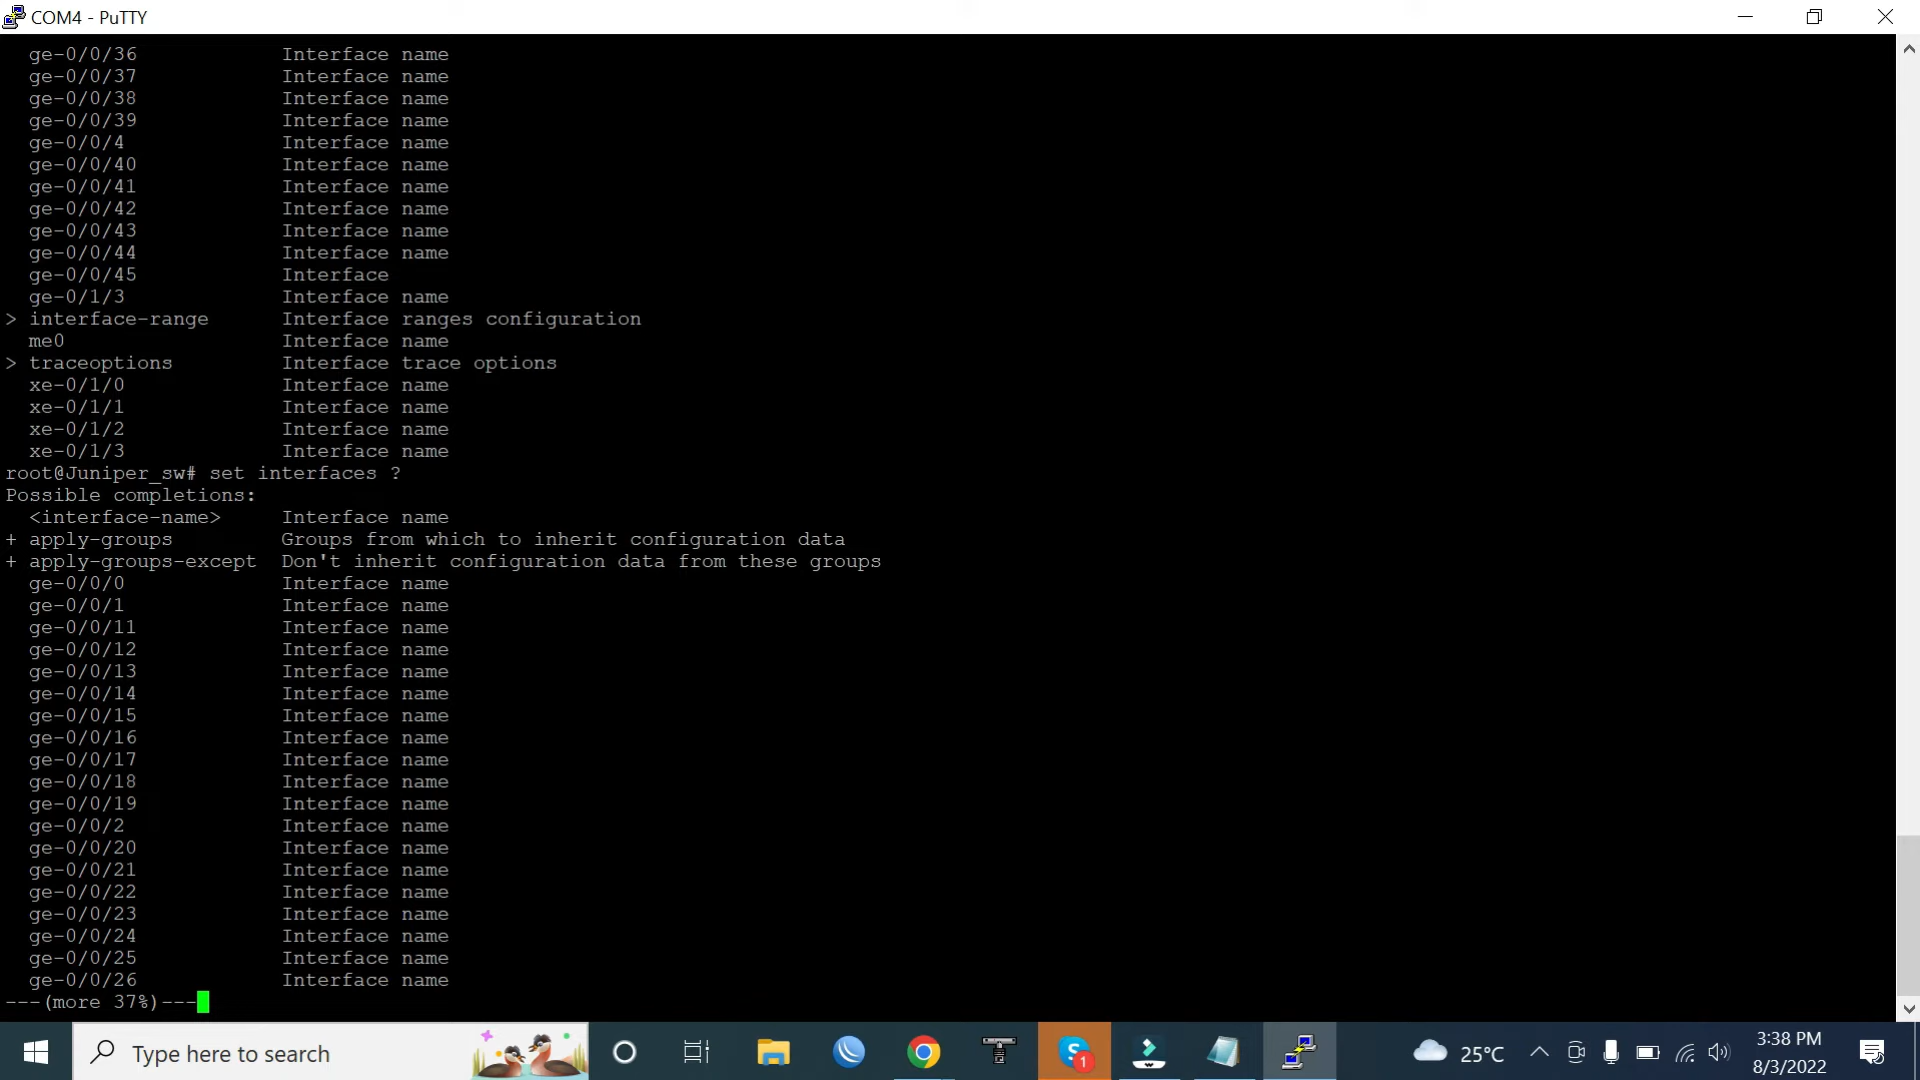 COM4 - PuTTY
ge-0/0/36 Interface name
ge-0/0/37 Interface name
ge-0/0/38 Interface name
ge-0/0/39 Interface name
ge-0/0/4 Interface name
ge-0/0/40 Interface name
ge-0/0/41 Interface name
ge-0/0/42 Interface name
ge-0/0/43 Interface name
ge-0/0/44 Interface name
ge-0/0/45 Interface
ge-0/1/3 Interface name
> interface-range Interface ranges configuration
me0 Interface name
> traceoptions Interface trace options
xe-0/1/0 Interface name
xe-0/1/1 Interface name
xe-0/1/2 Interface name
xe-0/1/3 Interface name
root@Juniper_sw# set interfaces ?
Possible completions:
<interface-name> Interface name
+ apply-groups Groups from which to inherit configuration data
+ apply-groups-except Don't inherit configuration data from these groups
ge-0/0/0 Interface name
ge-0/0/1 Interface name
ge-0/0/11 Interface name
ge-0/0/12 Interface name
ge-0/0/13 Interface name
ge-0/0/14 Interface name
ge-0/0/15 Interface name
ge-0/0/16 Interface name
ge-0/0/17 Interface name
ge-0/0/18 Interface name
ge-0/0/19 Interface name
ge-0/0/2 Interface name
ge-0/0/20 Interface name
ge-0/0/21 Interface name
ge-0/0/22 Interface name
ge-0/0/23 Interface name
ge-0/0/24 Interface name
ge-0/0/25 Interface name
ge-0/0/26 Interface name
---(more 37%)---
Type here to search
S 1
25°C
3:38 PM
8/3/2022